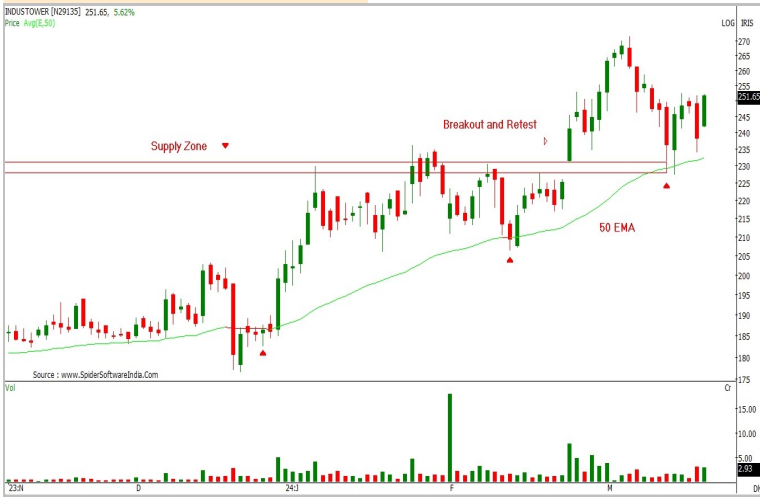 INDUSTOWER [N29135] 251.65, 5.62%
Price Avg(E,50)
LOG IRIS
270
265
260
255
251.65
245
240
235
230
225
220
215
210
205
200
195
190
185
180
175
Supply Zone
Breakout and Retest
50 EMA
Source : www.SpiderSoftwareIndia.Com
Vol
Cr
15.00
10.00
5.00
2.93
23:N D 24:J F M